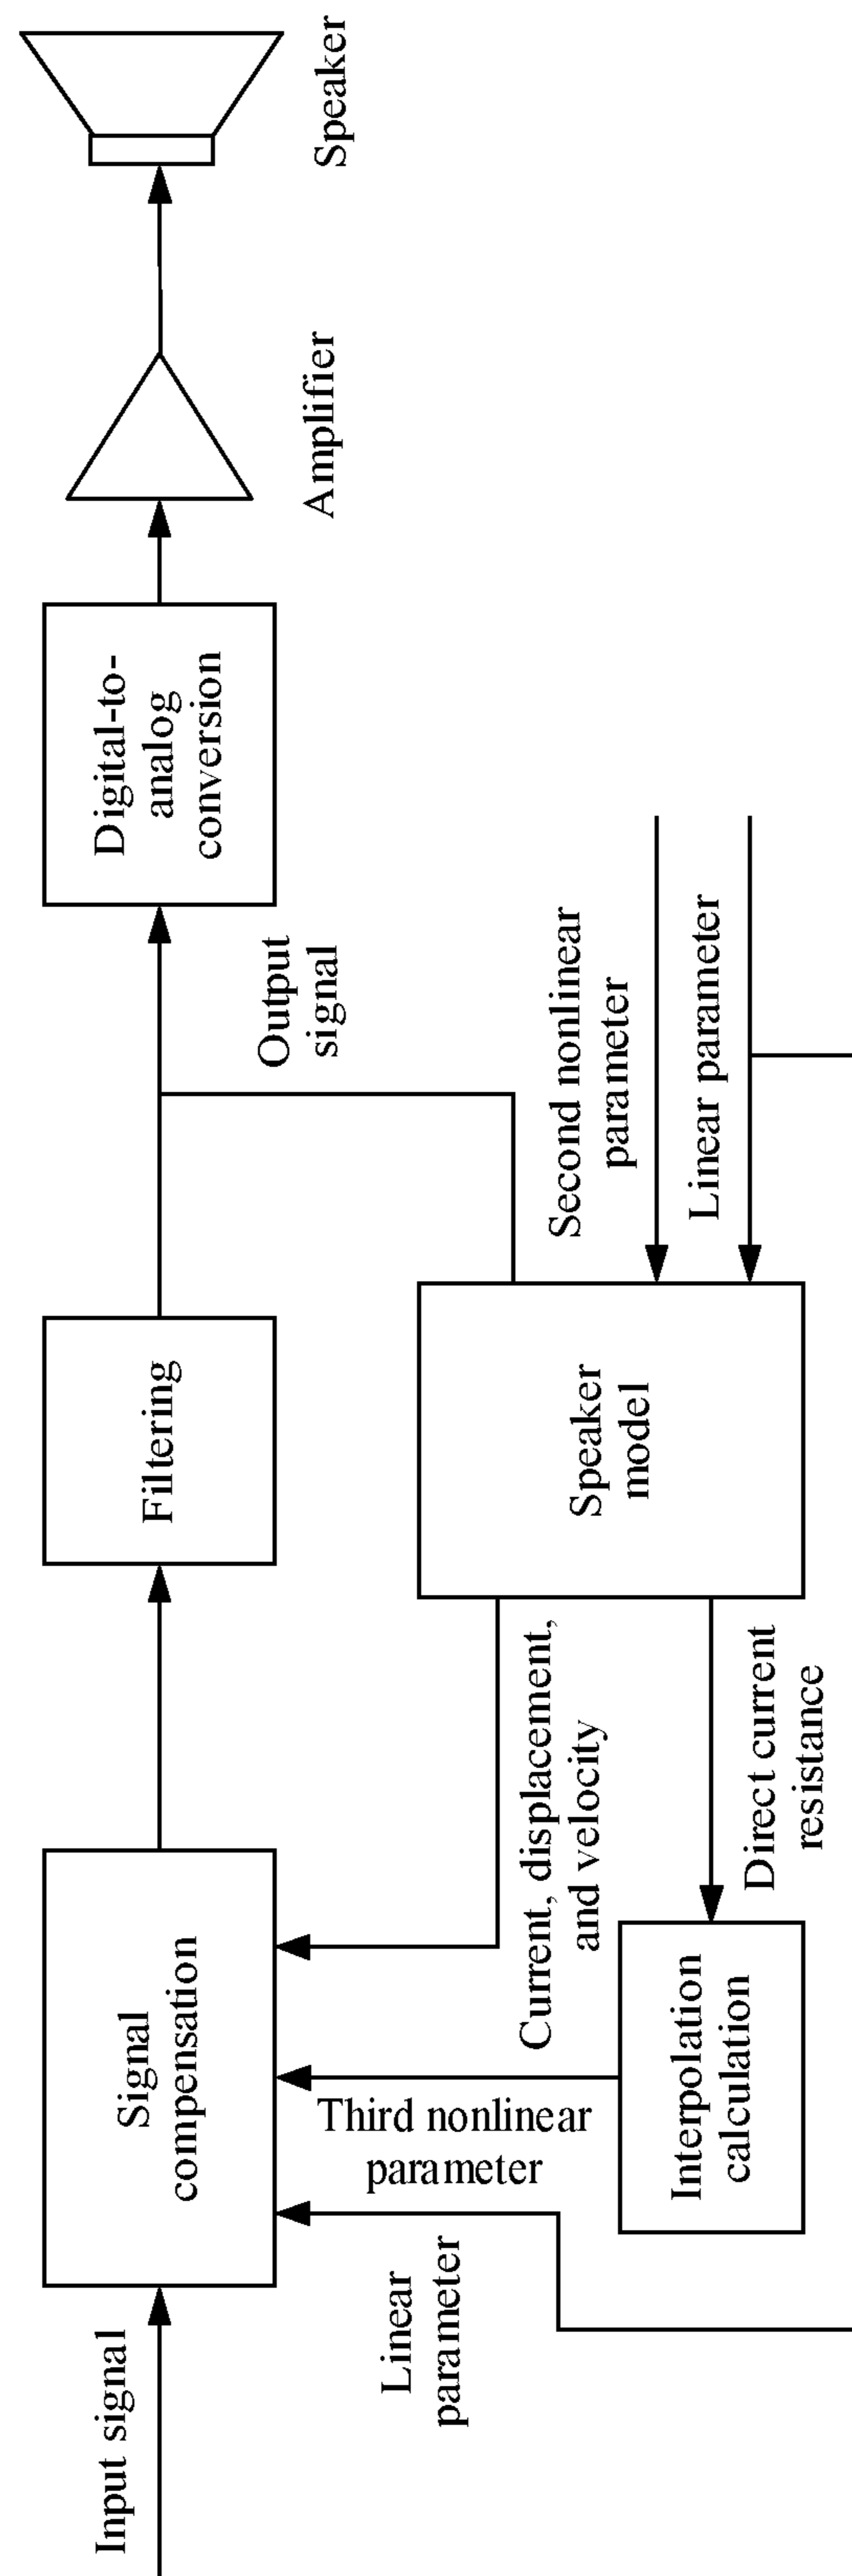 Input signal
Signal
compensation
Filtering
Output
signal
Digital-to-
analog
conversion
Amplifier
Speaker
Linear
parameter
Third nonlinear
parameter
Current, displacement,
and velocity
Interpolation
calculation
Direct current
resistance
Speaker
model
Second nonlinear
parameter
Linear parameter